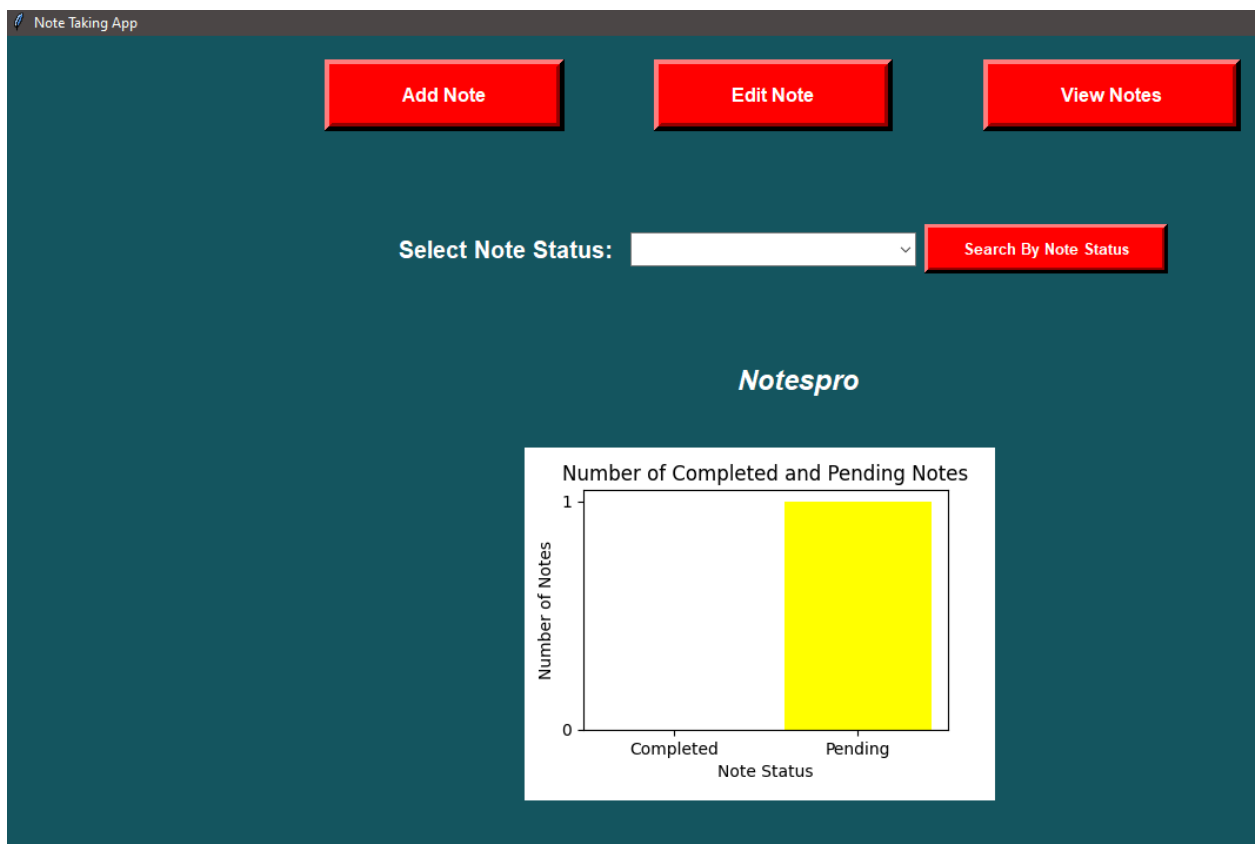 Note Taking App
Add Note Edit Note View Notes
Select Note Status: Search By Note Status
Notespro
Number of Completed and Pending Notes
1
Number of Notes
0
Completed Pending
Note Status